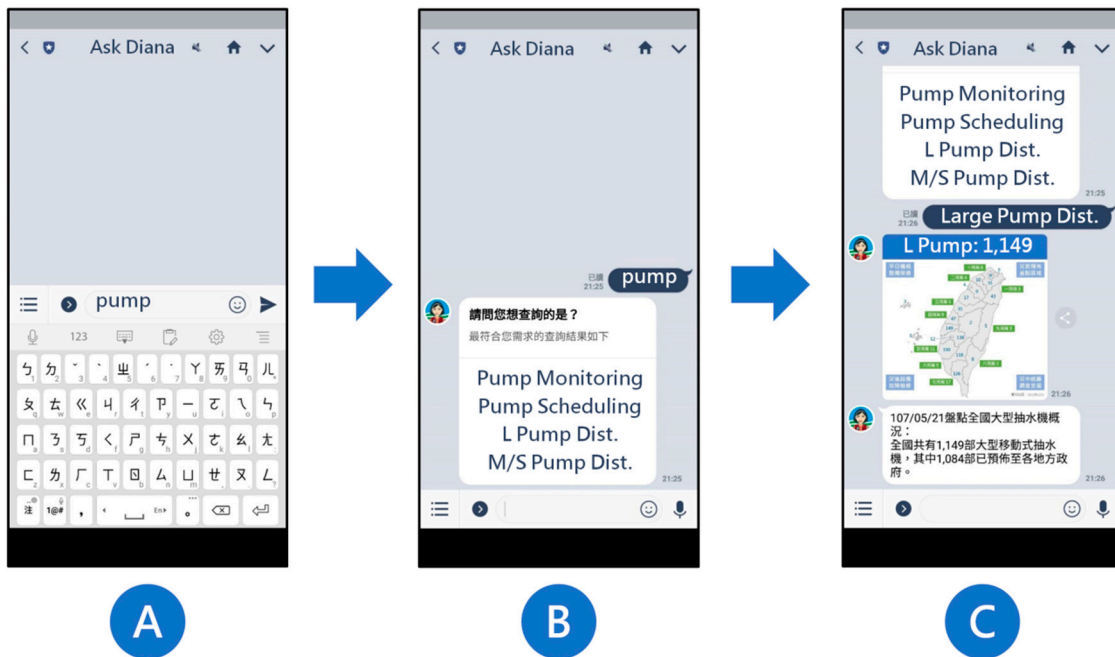 Ask Diana
pump
123
ㄅ ㄉ ˇ ˋ ㄓ ˊ ˙ ㄚ ㄞ ㄢ ㄦ
ㄆ ㄊ ㄍ ㄐ ㄔ ㄗ ㄧ ㄛ ㄟ ㄣ
ㄇ ㄋ ㄎ ㄑ ㄕ ㄘ ㄨ ㄜ ㄠ ㄤ
ㄈ ㄌ ㄏ ㄒ ㄖ ㄙ ㄩ ㄝ ㄡ ㄥ
注 1@# , En 。
A
Ask Diana
已讀
21:25
pump
請問您想查詢的是？
最符合您需求的查詢結果如下
Pump Monitoring
Pump Scheduling
L Pump Dist.
M/S Pump Dist.
21:25
B
Ask Diana
Pump Monitoring
Pump Scheduling
L Pump Dist.
M/S Pump Dist.
21:25
已讀
21:26
Large Pump Dist.
L Pump: 1,149
21:26
107/05/21盤點全國大型抽水機概
況：
全國共有1,149部大型移動式抽水
機，其中1,084部已預佈至各地方政
府。
21:26
C